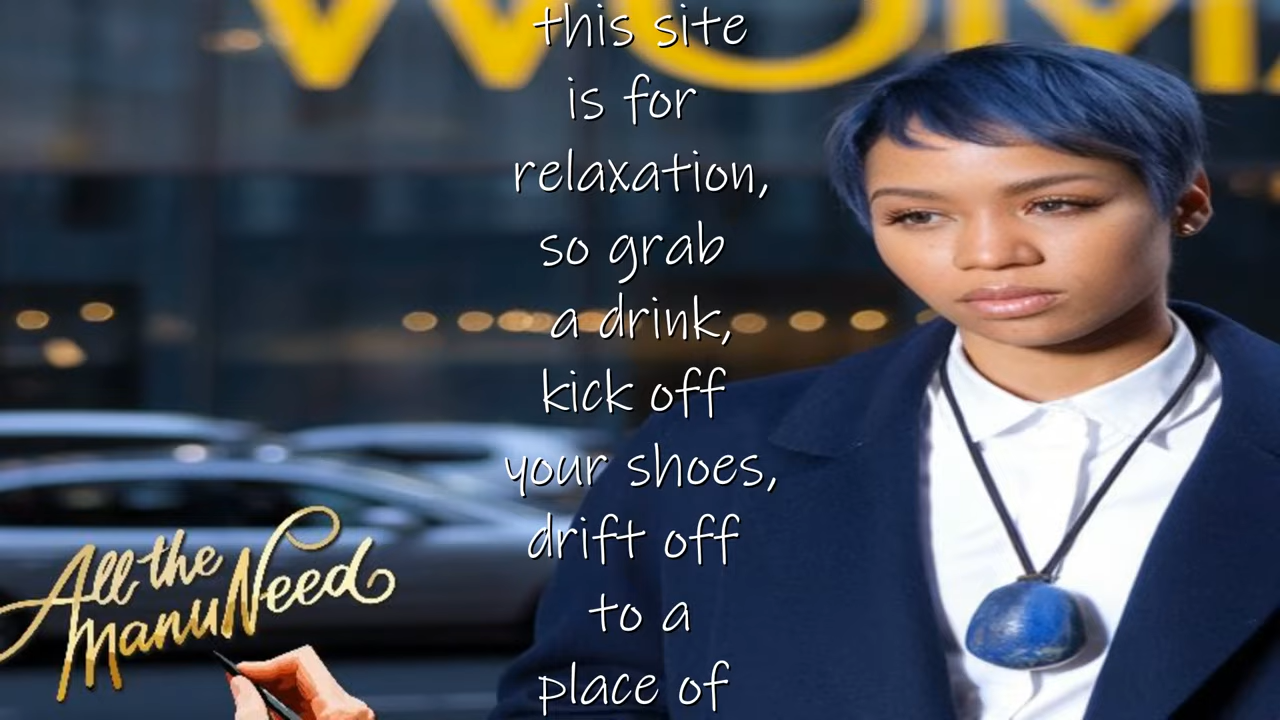 WOMA
this site
is for
relaxation,
so grab
a drink,
kick off
your shoes,
drift off
to a
place of
All the
ManuNeed